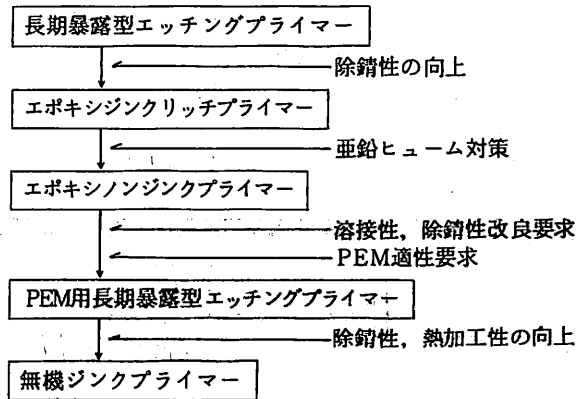 長期暴露型エッチングプライマー
除錆性の向上
エポキシジンクリッチプライマー
亜鉛ヒューム対策
エポキシノンジンクプライマー
溶接性，除錆性改良要求
PEM適性要求
PEM用長期暴露型エッチングプライマー
除錆性，熱加工性の向上
無機ジンクプライマー